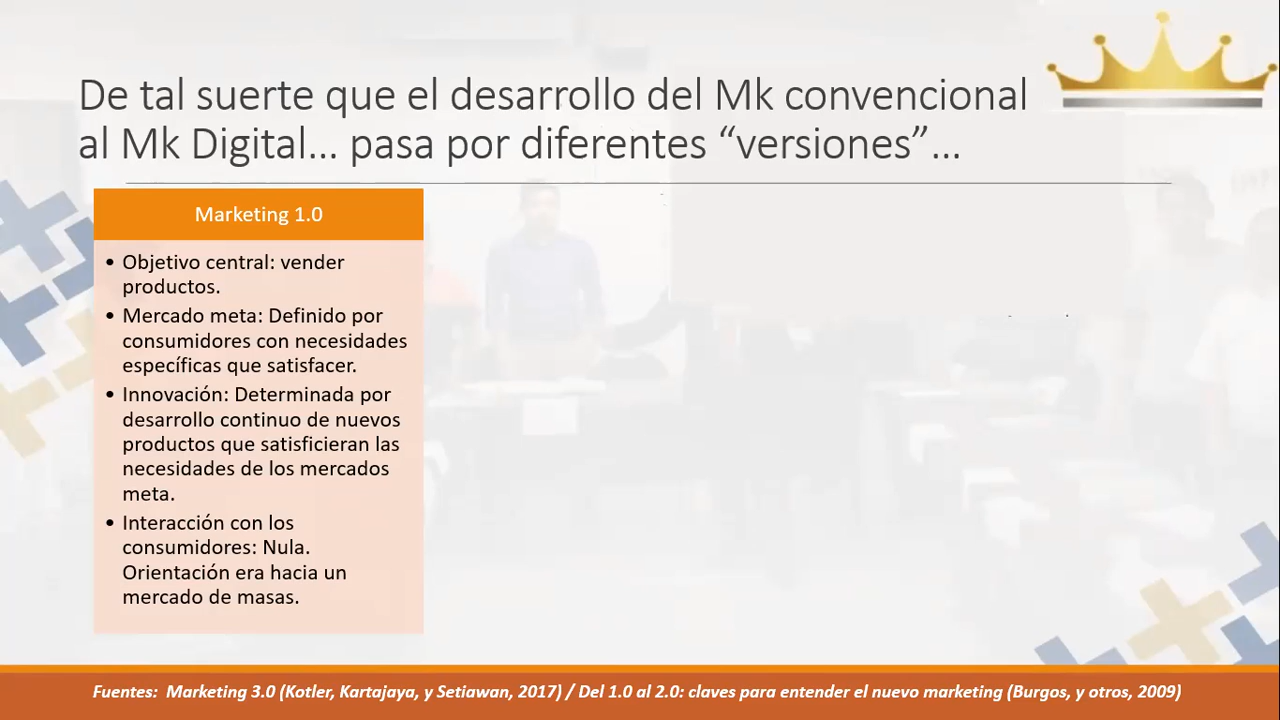 De tal suerte que el desarrollo del Mk convencional
al Mk Digital... pasa por diferentes “versiones”...
Marketing 1.0
• Objetivo central: vender
productos.
• Mercado meta: Definido por
consumidores con necesidades
específicas que satisfacer.
• Innovación: Determinada por
desarrollo continuo de nuevos
productos que satisficieran las
necesidades de los mercados
meta.
• Interacción con los
consumidores: Nula.
Orientación era hacia un
mercado de masas.
Fuentes: Marketing 3.0 (Kotler, Kartajaya, y Setiawan, 2017) / Del 1.0 al 2.0: claves para entender el nuevo marketing (Burgos, y otros, 2009)